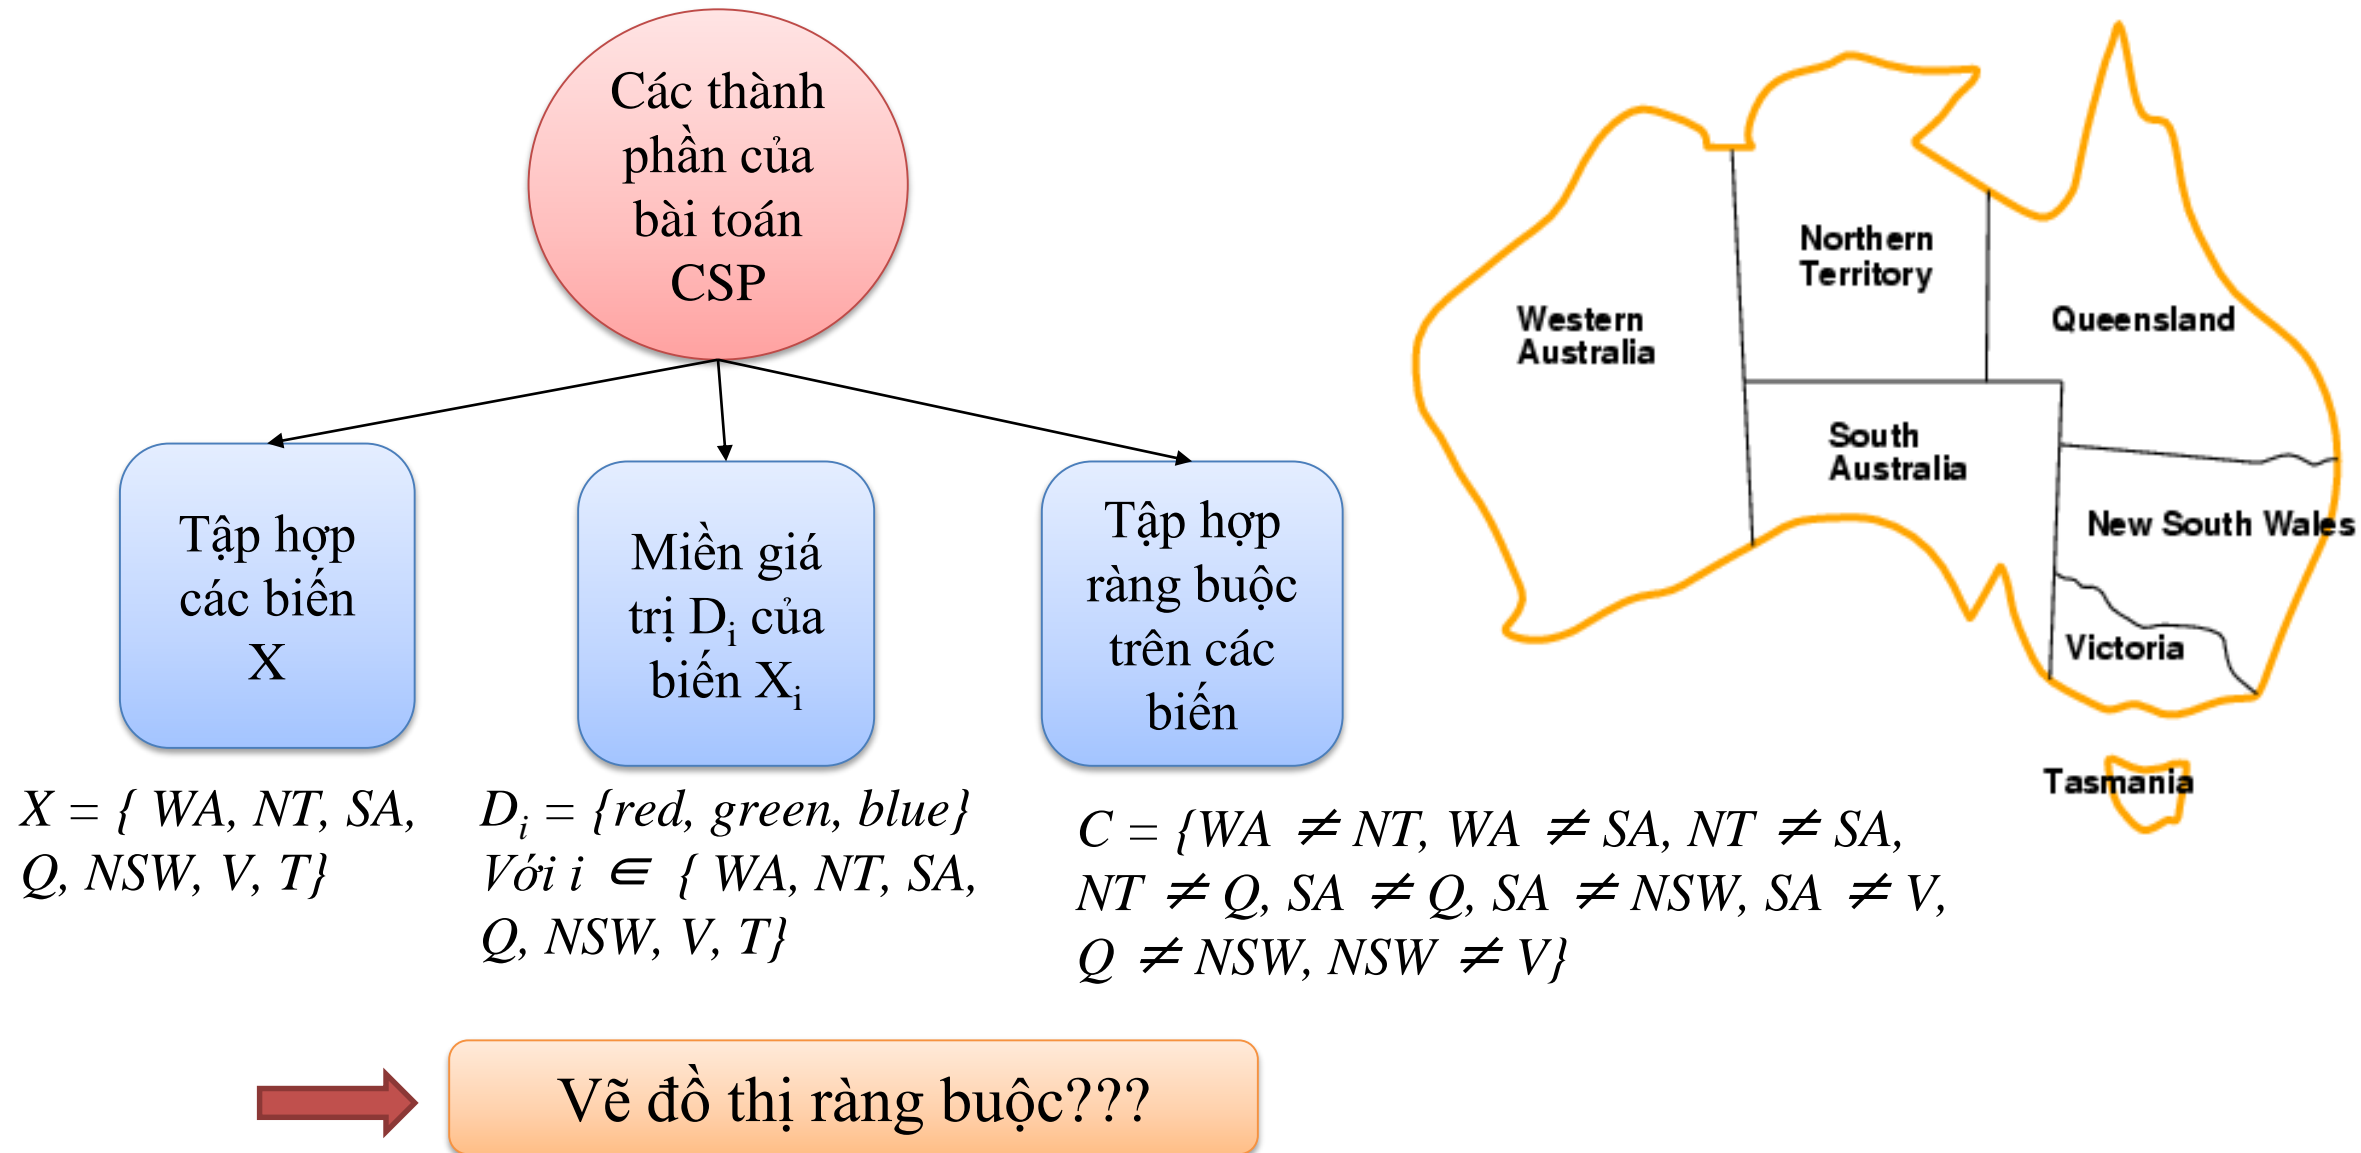 Các thành
phần của
bài toán
CSP
Tập hợp
các biến
X
Miền giá
trị Di của
biến Xi
Tập hợp
ràng buộc
trên các
biến
X = { WA, NT, SA,
Q, NSW, V, T}
Di = {red, green, blue}
Với i ∈ { WA, NT, SA,
Q, NSW, V, T}
C = {WA ≠ NT, WA ≠ SA, NT ≠ SA,
NT ≠ Q, SA ≠ Q, SA ≠ NSW, SA ≠ V,
Q ≠ NSW, NSW ≠ V}
Western
Australia
Northern
Territory
Queensland
South
Australia
New South Wales
Victoria
Tasmania
Vẽ đồ thị ràng buộc???